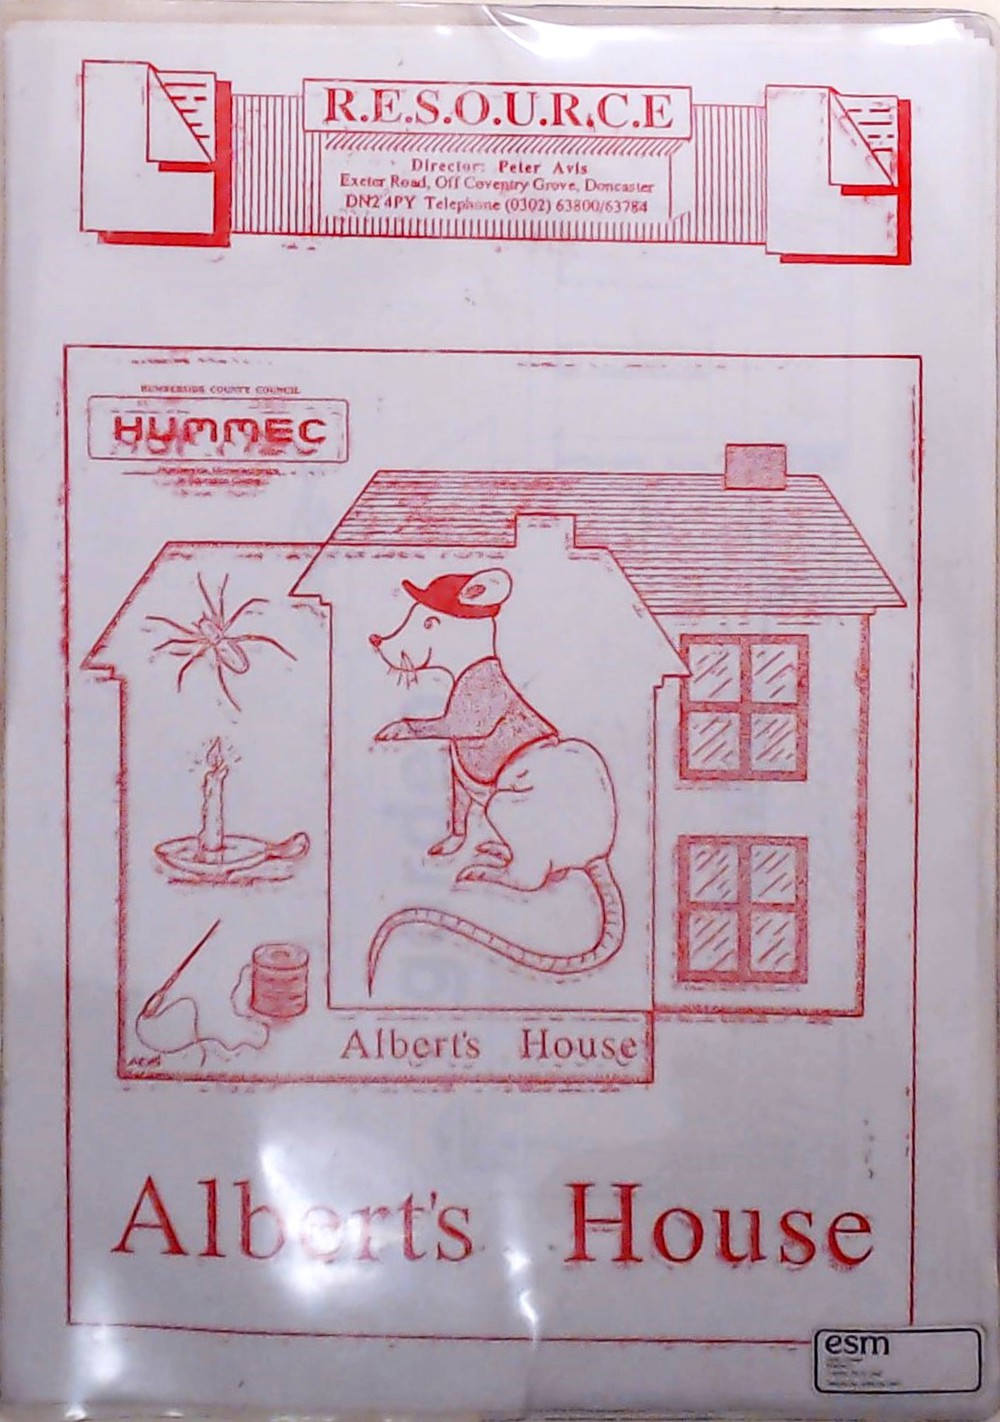 R.E.S.O.U.R.C.E
Director: Peter Avis
Exeter Road, Off Coventry Grove, Doncaster
DN2 4PY Telephone (0302) 63800/63784
HUMBERSIDE COUNTY COUNCIL
HUMMEC
Albert's House
Albert's House
esm